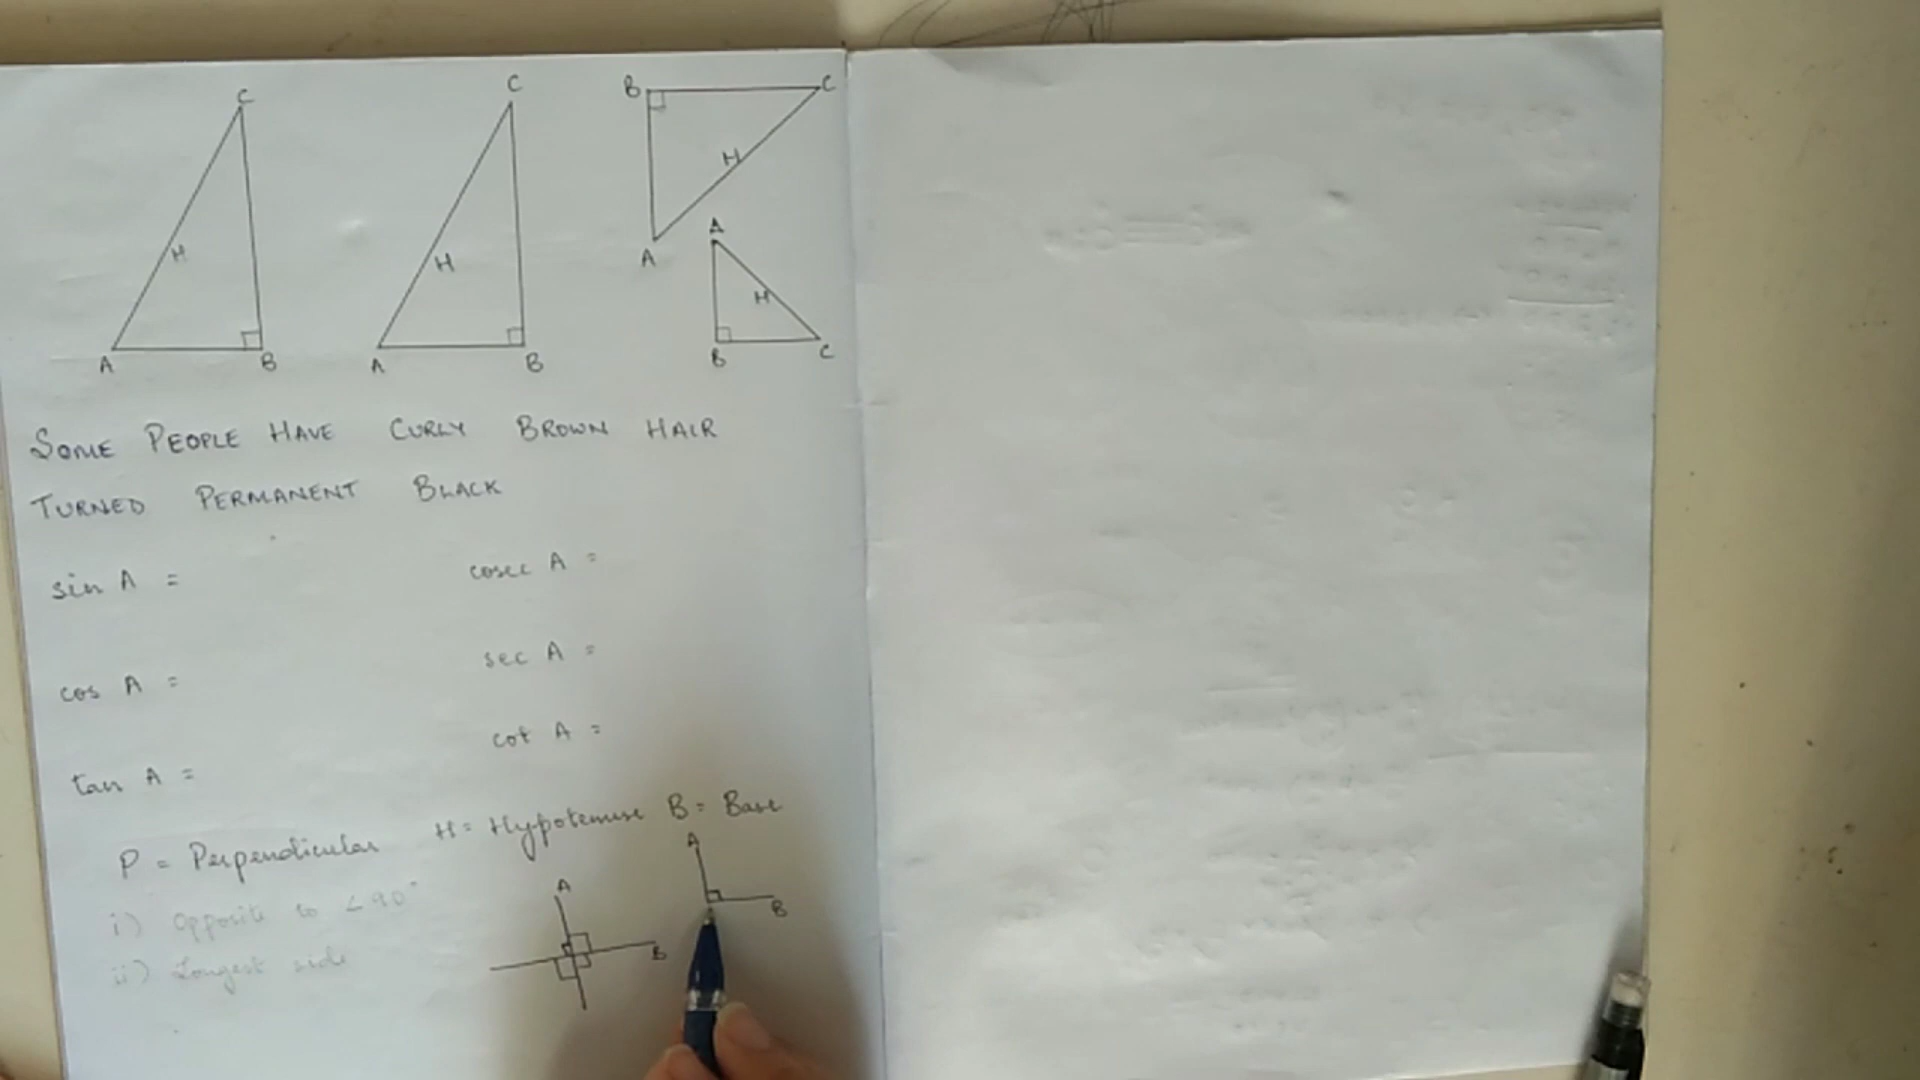 C
H
A
B
C
H
A
B
B
C
H
A
A
H
B
C
SOME PEOPLE HAVE CURLY BROWN HAIR
TURNED PERMANENT BLACK
sin A =
cosec A =
cos A =
sec A =
tan A =
cot A =
P = Perpendicular H = Hypotenuse B = Base
i) Opposite to ∠90°
ii) Longest side
A
B
A
B